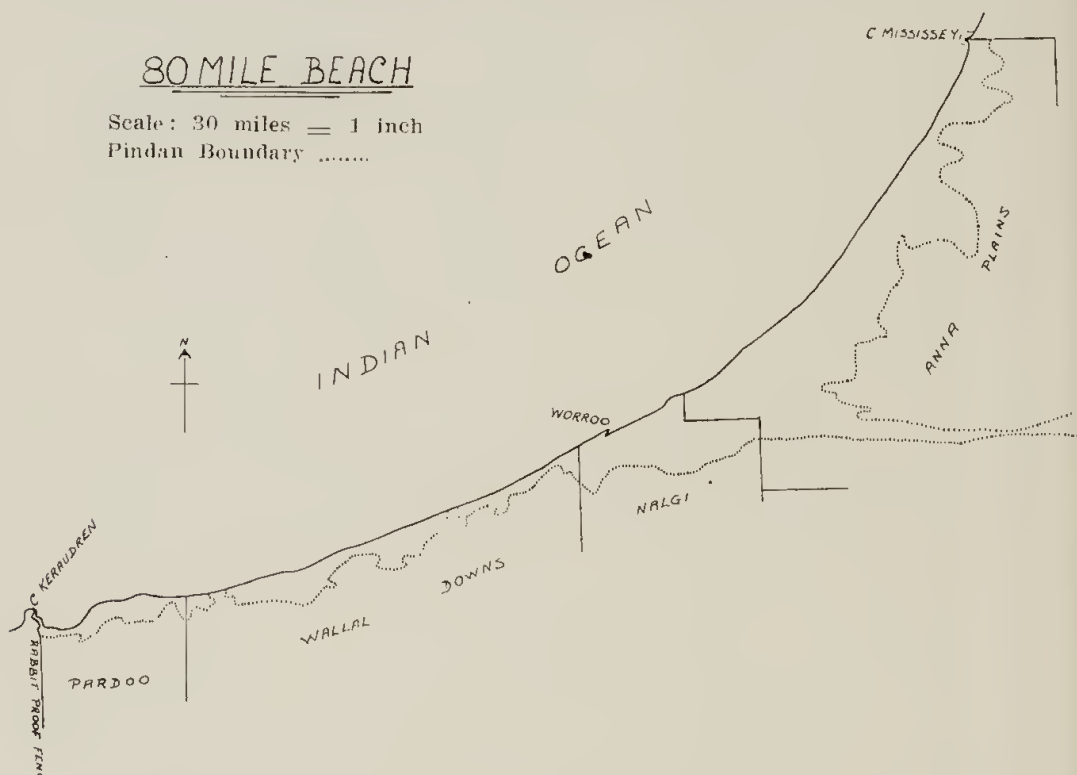 80 MILE BEACH
Scale: 30 miles = 1 inch
Pindan Boundary ........
C MISSISSEY
INDIAN OCEAN
N
ANNA PLAINS
WORROO
NALGI
WALLAL DOWNS
C KERAUDREN
PARDOO
RABBIT PROOF FENC